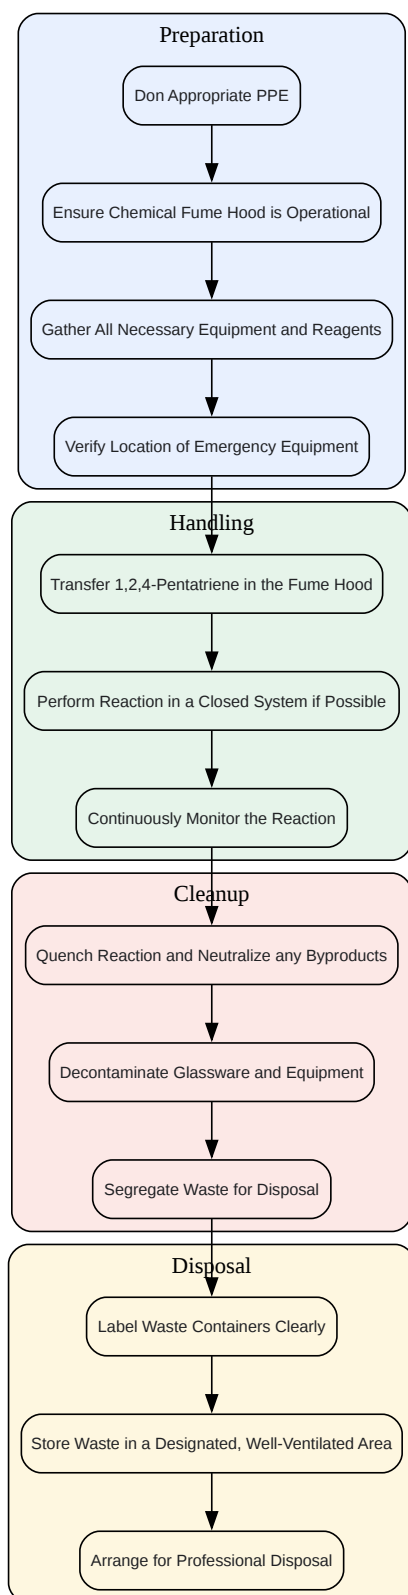 Preparation
Don Appropriate PPE
Ensure Chemical Fume Hood is Operational
Gather All Necessary Equipment and Reagents
Verify Location of Emergency Equipment
Handling
Transfer 1,2,4-Pentatriene in the Fume Hood
Perform Reaction in a Closed System if Possible
Continuously Monitor the Reaction
Cleanup
Quench Reaction and Neutralize any Byproducts
Decontaminate Glassware and Equipment
Segregate Waste for Disposal
Disposal
Label Waste Containers Clearly
Store Waste in a Designated, Well-Ventilated Area
Arrange for Professional Disposal